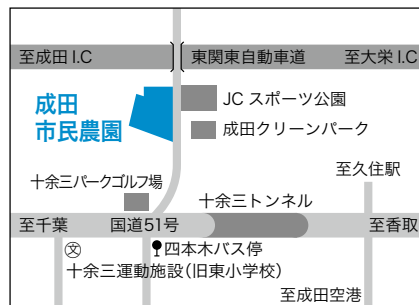 至成田 I.C 東関東自動車道 至大栄 I.C
成田
市民農園
JC スポーツ公園
成田クリーンパーク
至久住駅
十余三パークゴルフ場
十余三トンネル
至千葉 国道51号 至香取
文 四本木バス停
十余三運動施設(旧東小学校)
至成田空港